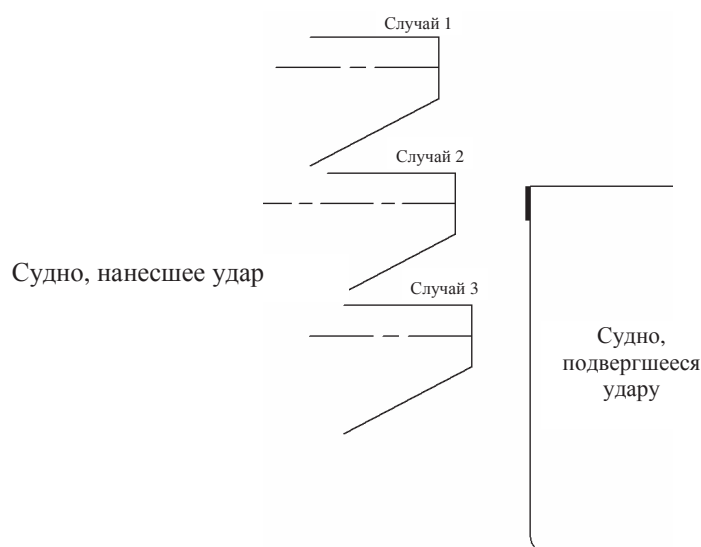 Случай 1
Случай 2
Судно, нанесшее удар
Случай 3
Судно,
подвергшееся
удару